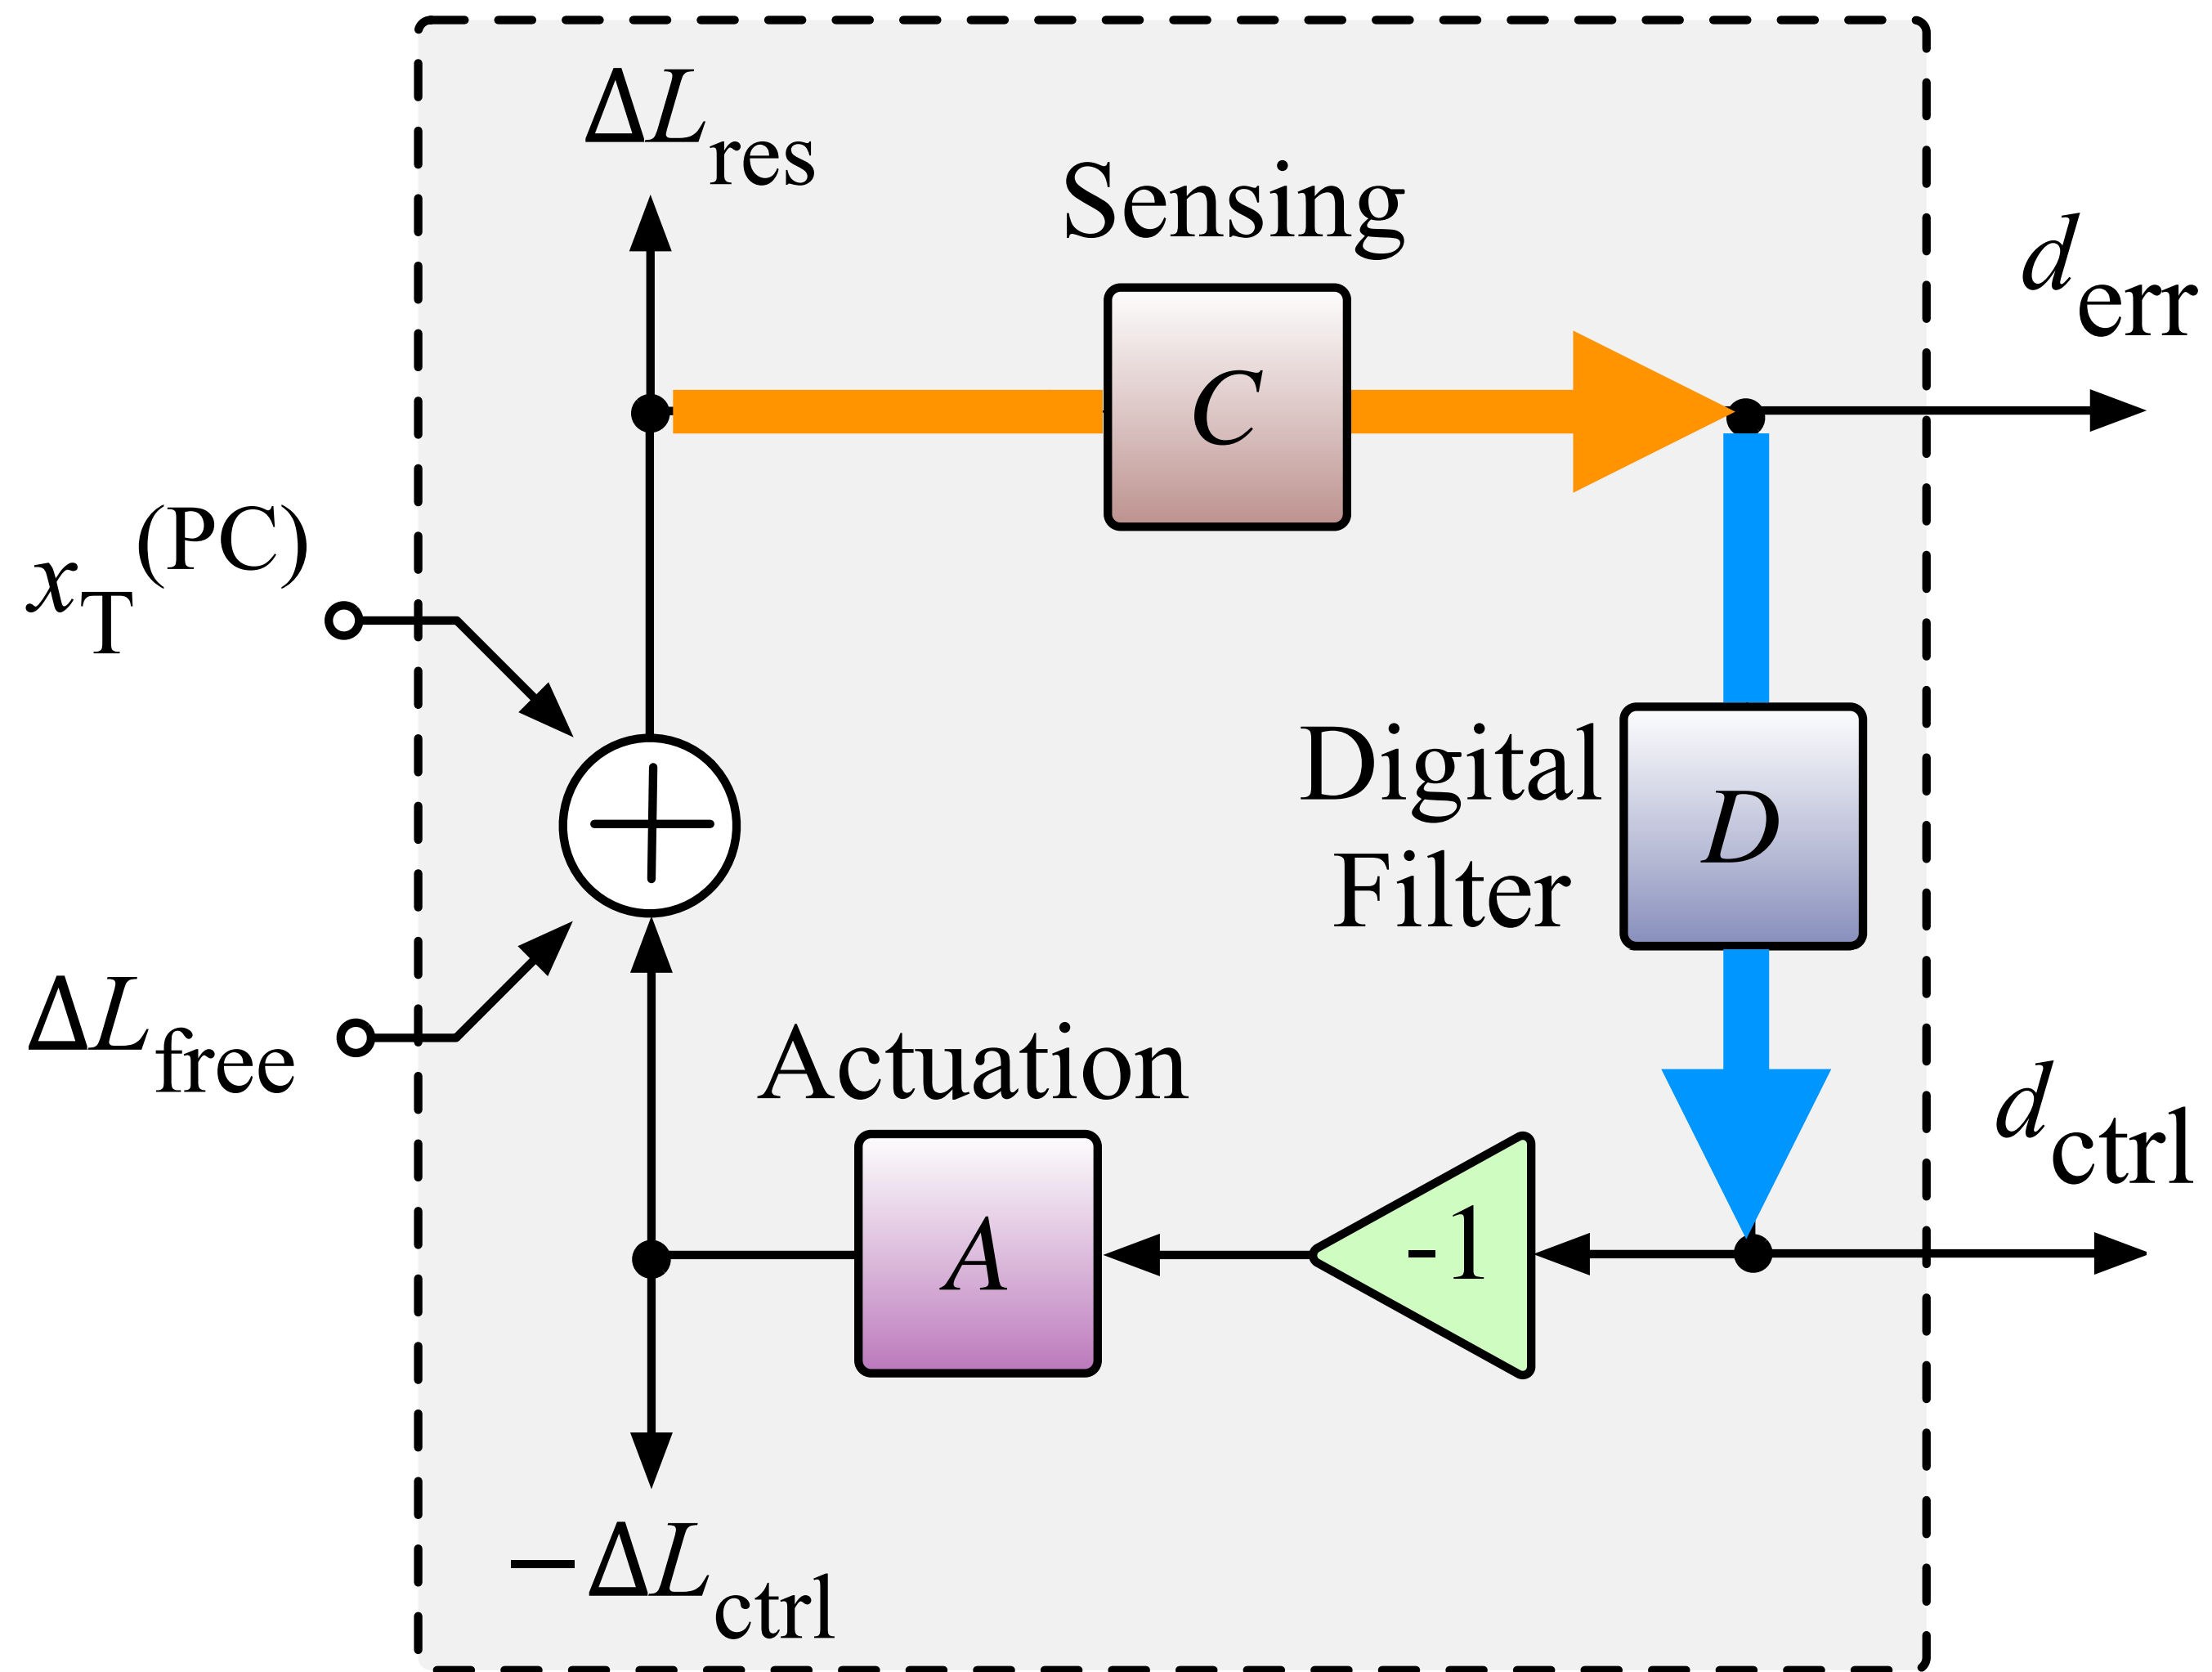 ΔL_res
Sensing
d_err
C
x_T^(PC)
Digital
Filter
D
ΔL_free
Actuation
d_ctrl
A
-1
−ΔL_ctrl